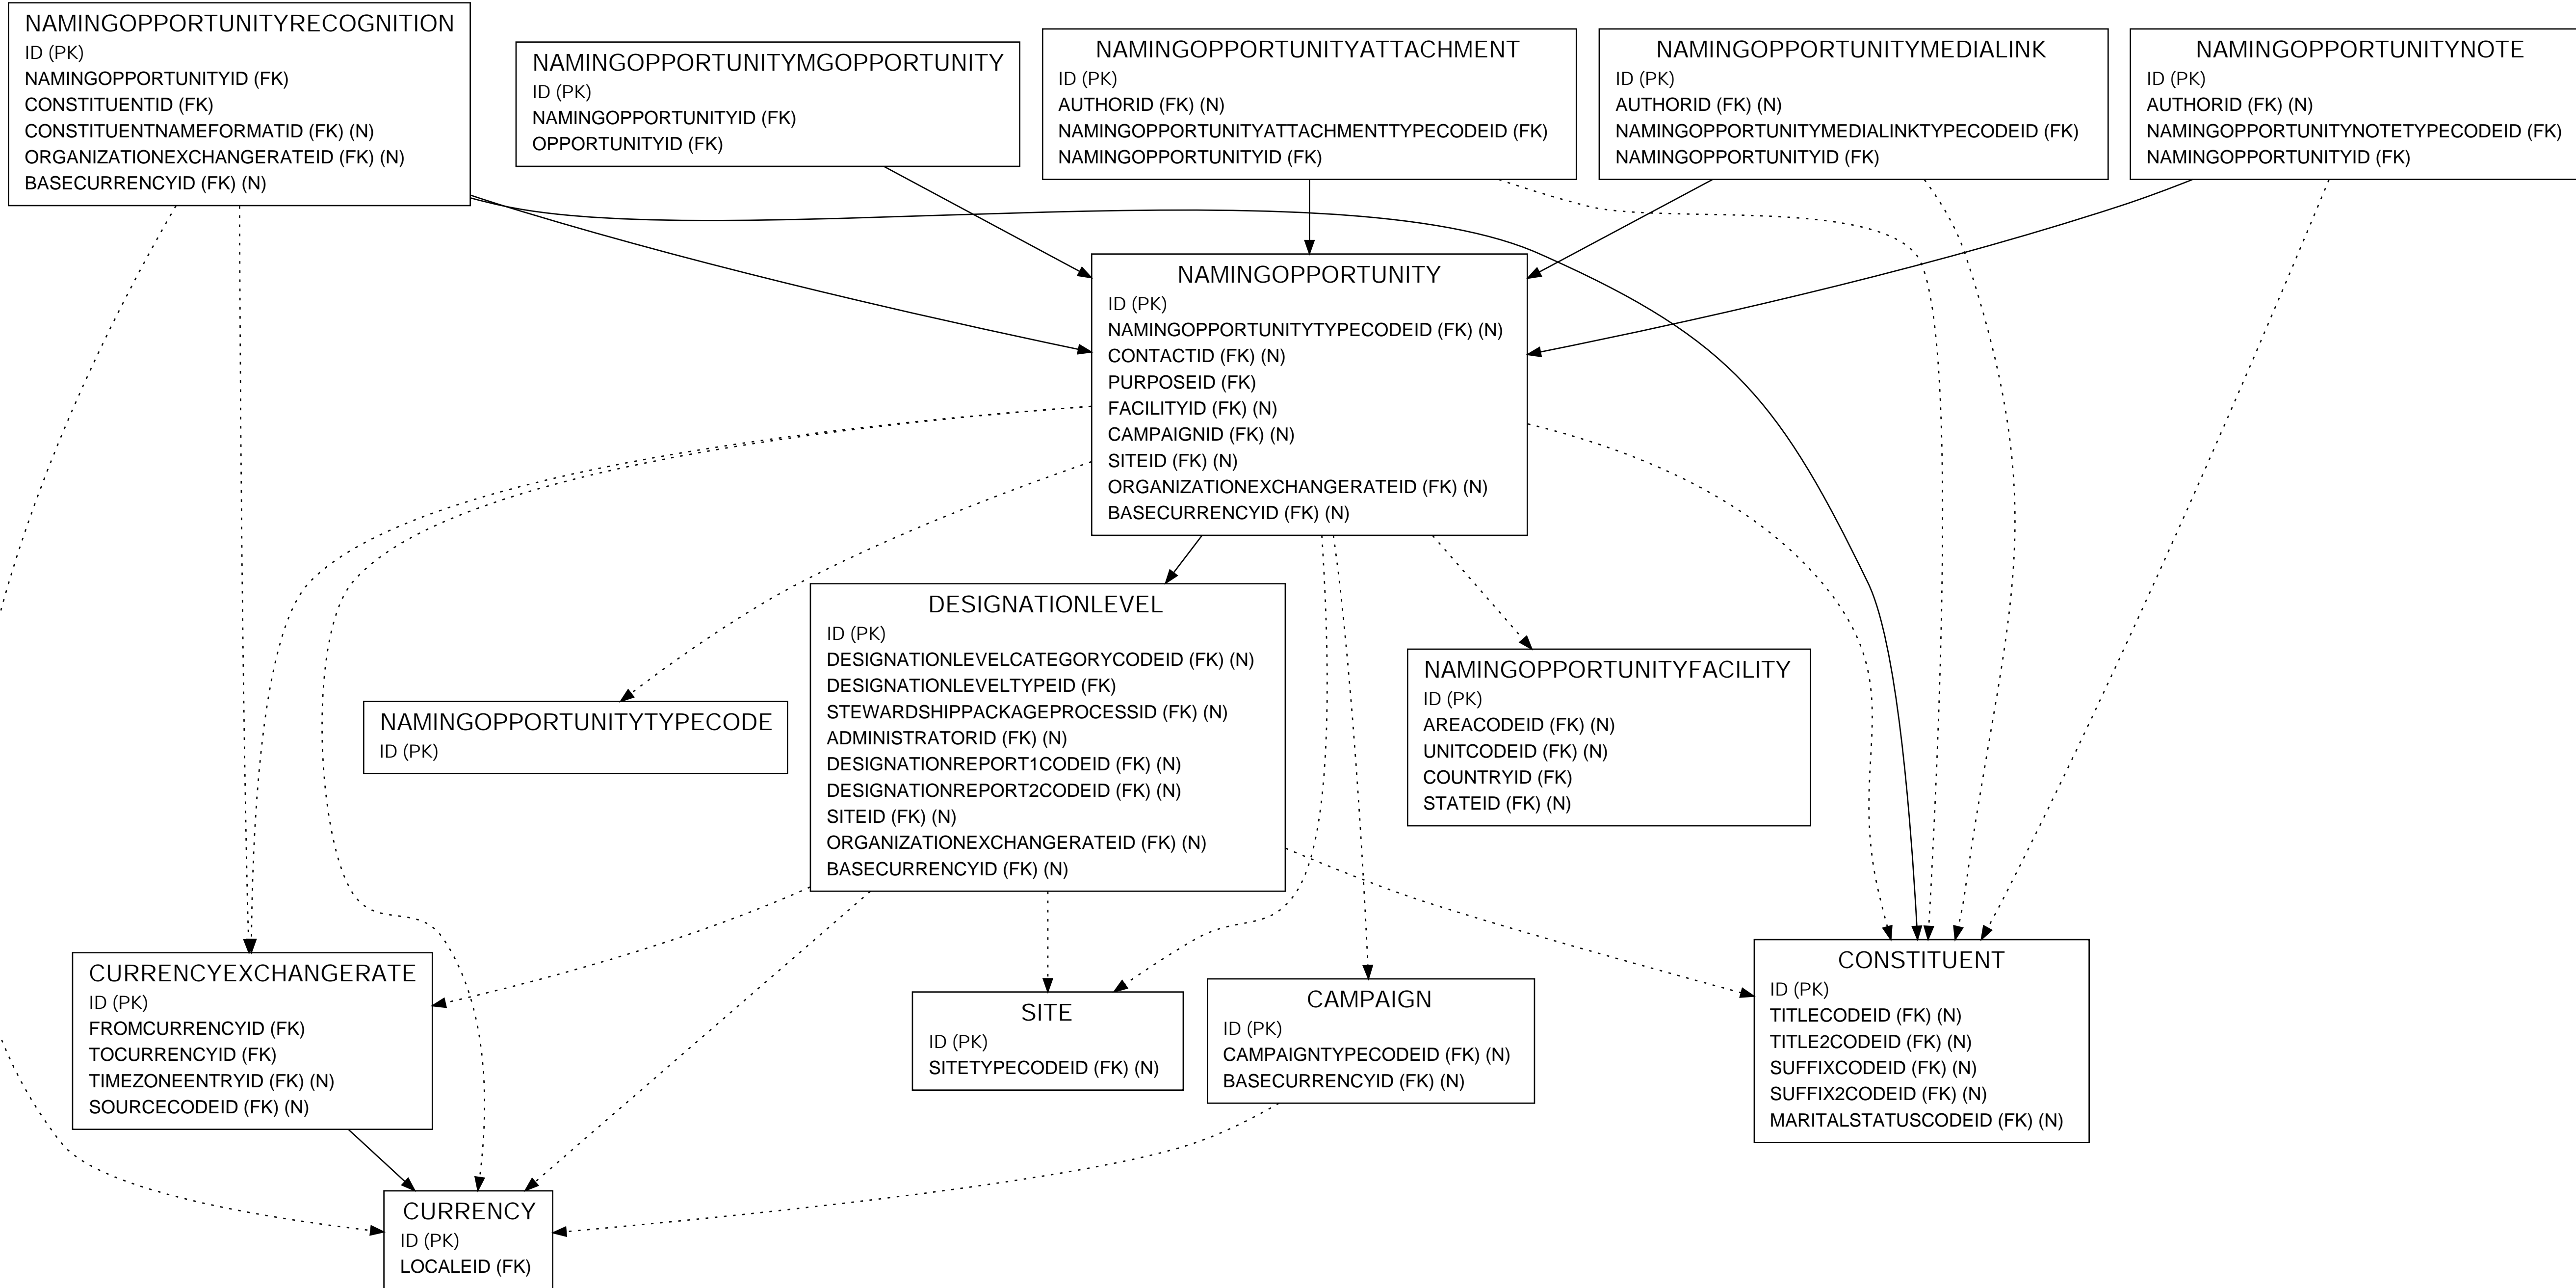 NAMINGOPPORTUNITYRECOGNITION
ID (PK)
NAMINGOPPORTUNITYID (FK)
CONSTITUENTID (FK)
CONSTITUENTNAMEFORMATID (FK) (N)
ORGANIZATIONEXCHANGERATEID (FK) (N)
BASECURRENCYID (FK) (N)
NAMINGOPPORTUNITYMGOPPORTUNITY
ID (PK)
NAMINGOPPORTUNITYID (FK)
OPPORTUNITYID (FK)
NAMINGOPPORTUNITYATTACHMENT
ID (PK)
AUTHORID (FK) (N)
NAMINGOPPORTUNITYATTACHMENTTYPECODEID (FK)
NAMINGOPPORTUNITYID (FK)
NAMINGOPPORTUNITYMEDIALINK
ID (PK)
AUTHORID (FK) (N)
NAMINGOPPORTUNITYMEDIALINKTYPECODEID (FK)
NAMINGOPPORTUNITYID (FK)
NAMINGOPPORTUNITYNOTE
ID (PK)
AUTHORID (FK) (N)
NAMINGOPPORTUNITYNOTETYPECODEID (FK)
NAMINGOPPORTUNITYID (FK)
NAMINGOPPORTUNITY
ID (PK)
NAMINGOPPORTUNITYTYPECODEID (FK) (N)
CONTACTID (FK) (N)
PURPOSEID (FK)
FACILITYID (FK) (N)
CAMPAIGNID (FK) (N)
SITEID (FK) (N)
ORGANIZATIONEXCHANGERATEID (FK) (N)
BASECURRENCYID (FK) (N)
DESIGNATIONLEVEL
ID (PK)
DESIGNATIONLEVELCATEGORYCODEID (FK) (N)
DESIGNATIONLEVELTYPEID (FK)
STEWARDSHIPPACKAGEPROCESSID (FK) (N)
ADMINISTRATORID (FK) (N)
DESIGNATIONREPORT1CODEID (FK) (N)
DESIGNATIONREPORT2CODEID (FK) (N)
SITEID (FK) (N)
ORGANIZATIONEXCHANGERATEID (FK) (N)
BASECURRENCYID (FK) (N)
NAMINGOPPORTUNITYFACILITY
ID (PK)
AREACODEID (FK) (N)
UNITCODEID (FK) (N)
COUNTRYID (FK)
STATEID (FK) (N)
NAMINGOPPORTUNITYTYPECODE
ID (PK)
CURRENCYEXCHANGERATE
ID (PK)
FROMCURRENCYID (FK)
TOCURRENCYID (FK)
TIMEZONEENTRYID (FK) (N)
SOURCECODEID (FK) (N)
SITE
ID (PK)
SITETYPECODEID (FK) (N)
CAMPAIGN
ID (PK)
CAMPAIGNTYPECODEID (FK) (N)
BASECURRENCYID (FK) (N)
CONSTITUENT
ID (PK)
TITLECODEID (FK) (N)
TITLE2CODEID (FK) (N)
SUFFIXCODEID (FK) (N)
SUFFIX2CODEID (FK) (N)
MARITALSTATUSCODEID (FK) (N)
CURRENCY
ID (PK)
LOCALEID (FK)